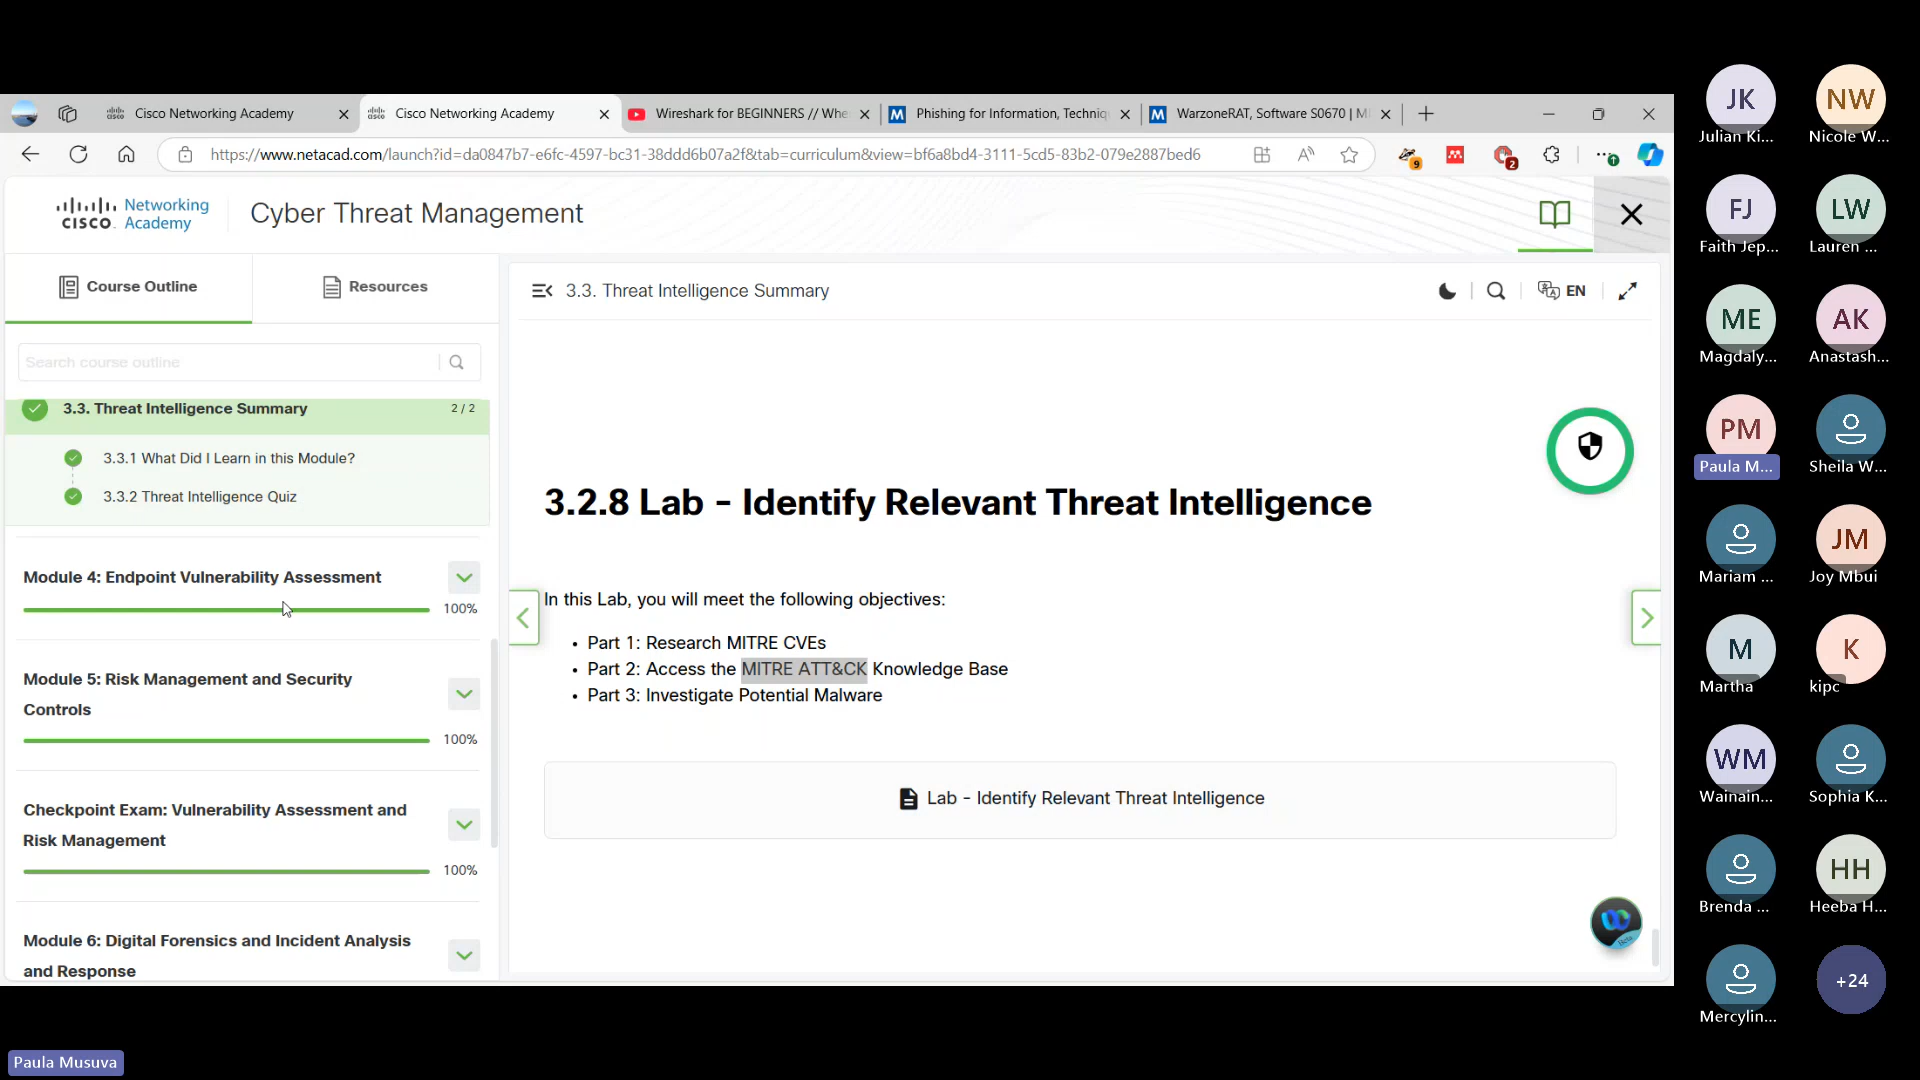 Cisco Networking Academy
Cisco Networking Academy
Wireshark for BEGINNERS // Whe
Phishing for Information, Techniq
WarzoneRAT, Software S0670 | MI
https://www.netacad.com/launch?id=da0847b7-e6fc-4597-bc31-38ddd6b07a2f&tab=curriculum&view=bf6a8bd4-3111-5cd5-83b2-079e2887bed6
9
2
CISCO Networking Academy
Cyber Threat Management
Course Outline
Resources
3.3. Threat Intelligence Summary
EN
Search course outline
3.3. Threat Intelligence Summary
2 / 2
3.3.1 What Did I Learn in this Module?
3.3.2 Threat Intelligence Quiz
Module 4: Endpoint Vulnerability Assessment
100%
Module 5: Risk Management and Security
Controls
100%
Checkpoint Exam: Vulnerability Assessment and
Risk Management
100%
Module 6: Digital Forensics and Incident Analysis
and Response
3.2.8 Lab - Identify Relevant Threat Intelligence
In this Lab, you will meet the following objectives:
• Part 1: Research MITRE CVEs
• Part 2: Access the MITRE ATT&CK Knowledge Base
• Part 3: Investigate Potential Malware
Lab - Identify Relevant Threat Intelligence
Beta
JK
Julian Ki...
NW
Nicole W...
FJ
Faith Jep...
LW
Lauren ...
ME
Magdaly...
AK
Anastash...
PM
Paula M...
Sheila W...
Mariam ...
JM
Joy Mbui
M
Martha
K
kipc
WM
Wainain...
Sophia K...
Brenda ...
HH
Heeba H...
Mercylin...
+24
Paula Musuva